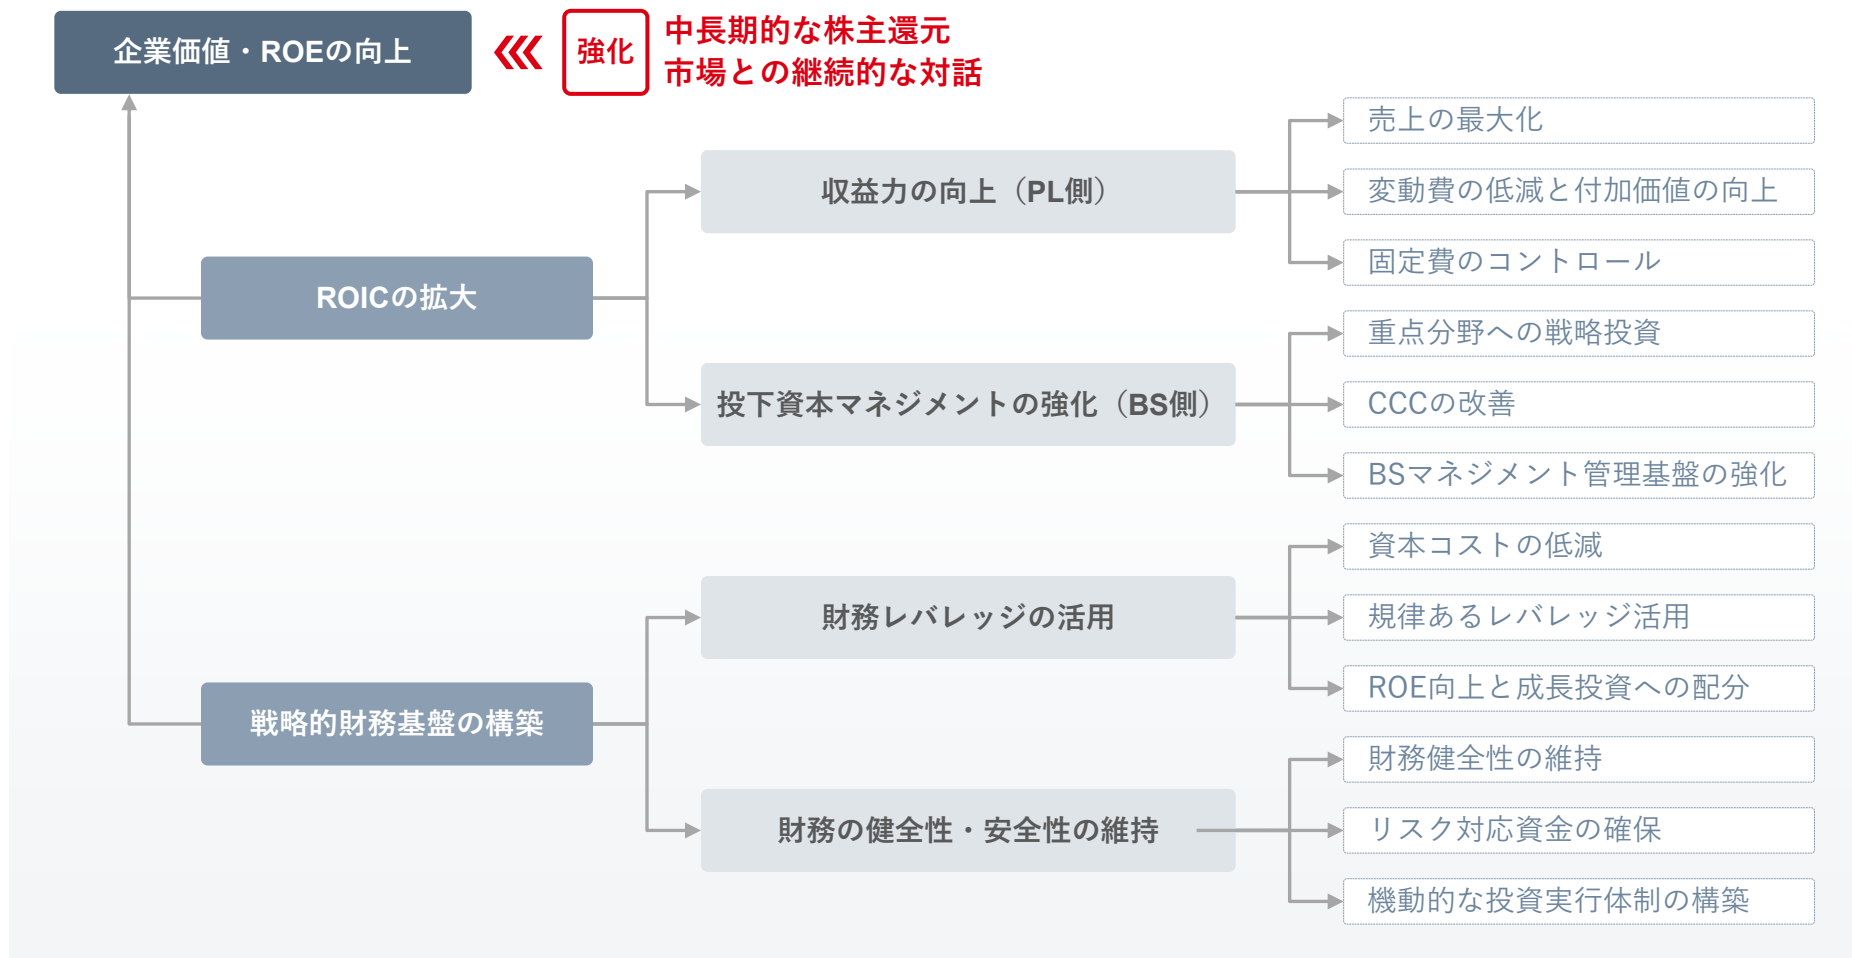 企業価値・ROEの向上
強化
中長期的な株主還元
市場との継続的な対話
ROICの拡大
収益力の向上（PL側）
売上の最大化
変動費の低減と付加価値の向上
固定費のコントロール
投下資本マネジメントの強化（BS側）
重点分野への戦略投資
CCCの改善
BSマネジメント管理基盤の強化
戦略的財務基盤の構築
財務レバレッジの活用
資本コストの低減
規律あるレバレッジ活用
ROE向上と成長投資への配分
財務の健全性・安全性の維持
財務健全性の維持
リスク対応資金の確保
機動的な投資実行体制の構築